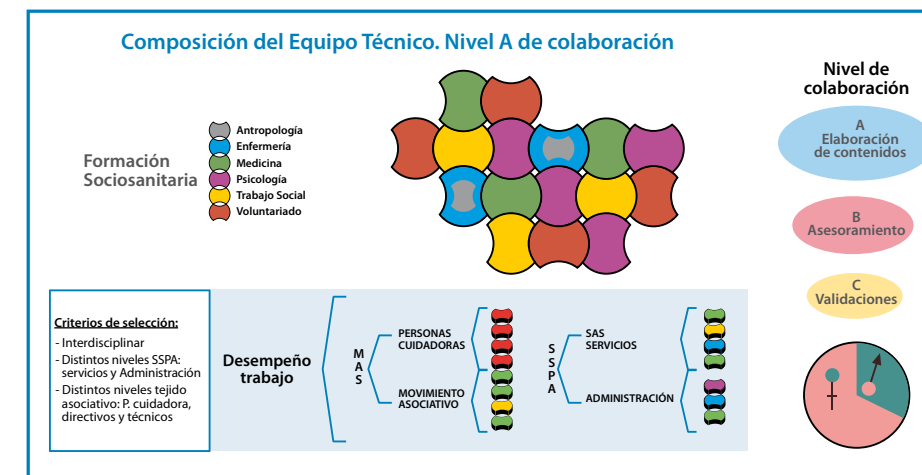 Composición del Equipo Técnico. Nivel A de colaboración
Formación
Sociosanitaria
Antropología
Enfermería
Medicina
Psicología
Trabajo Social
Voluntariado
Nivel de
colaboración
A
Elaboración
de contenidos
B
Asesoramiento
C
Validaciones
Criterios de selección:
- Interdisciplinar
- Distintos niveles SSPA:
servicios y Administración
- Distintos niveles tejido
asociativo: P. cuidadora,
directivos y técnicos
Desempeño
trabajo
M
A
S
PERSONAS
CUIDADORAS
MOVIMIENTO
ASOCIATIVO
S
S
P
A
SAS
SERVICIOS
ADMINISTRACIÓN